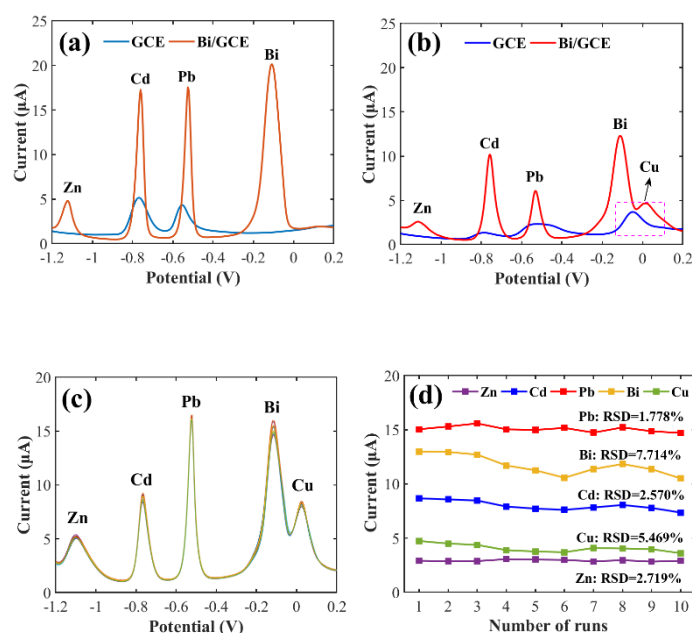 (a)
GCE
Bi/GCE
Bi
Cd
Pb
Zn
25
20
15
10
5
0
-1.2 -1 -0.8 -0.6 -0.4 -0.2 0 0.2
Current (μA)
Potential (V)
(b)
GCE
Bi/GCE
Bi
Cd
Cu
Pb
Zn
25
20
15
10
5
0
-1.2 -1 -0.8 -0.6 -0.4 -0.2 0 0.2
Current (μA)
Potential (V)
(c)
Pb
Bi
Cd
Cu
Zn
20
15
10
5
0
-1.2 -1 -0.8 -0.6 -0.4 -0.2 0 0.2
Current (μA)
Potential (V)
(d)
Zn Cd Pb Bi Cu
Pb: RSD=1.778%
Bi: RSD=7.714%
Cd: RSD=2.570%
Cu: RSD=5.469%
Zn: RSD=2.719%
20
15
10
5
0
1 2 3 4 5 6 7 8 9 10
Current (μA)
Number of runs